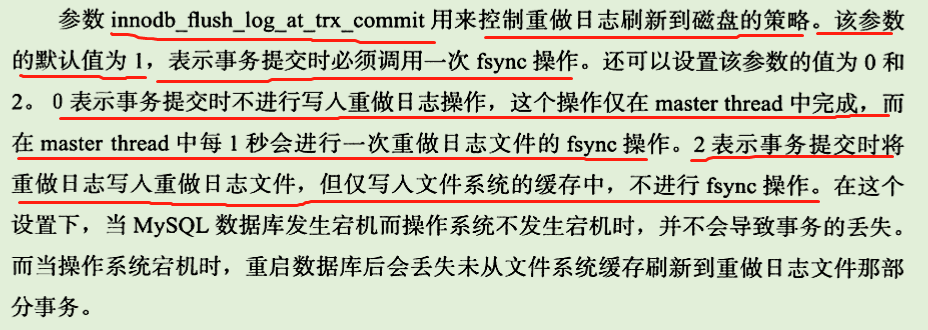 参数 innodb_flush_log_at_trx_commit 用来控制重做日志刷新到磁盘的策略。该参数
的默认值为 1，表示事务提交时必须调用一次 fsync 操作。还可以设置该参数的值为 0 和
2。0 表示事务提交时不进行写入重做日志操作，这个操作仅在 master thread 中完成，而
在 master thread 中每 1 秒会进行一次重做日志文件的 fsync 操作。2 表示事务提交时将
重做日志写入重做日志文件，但仅写入文件系统的缓存中，不进行 fsync 操作。在这个
设置下，当 MySQL 数据库发生宕机而操作系统不发生宕机时，并不会导致事务的丢失。
而当操作系统宕机时，重启数据库后会丢失未从文件系统缓存刷新到重做日志文件那部
分事务。